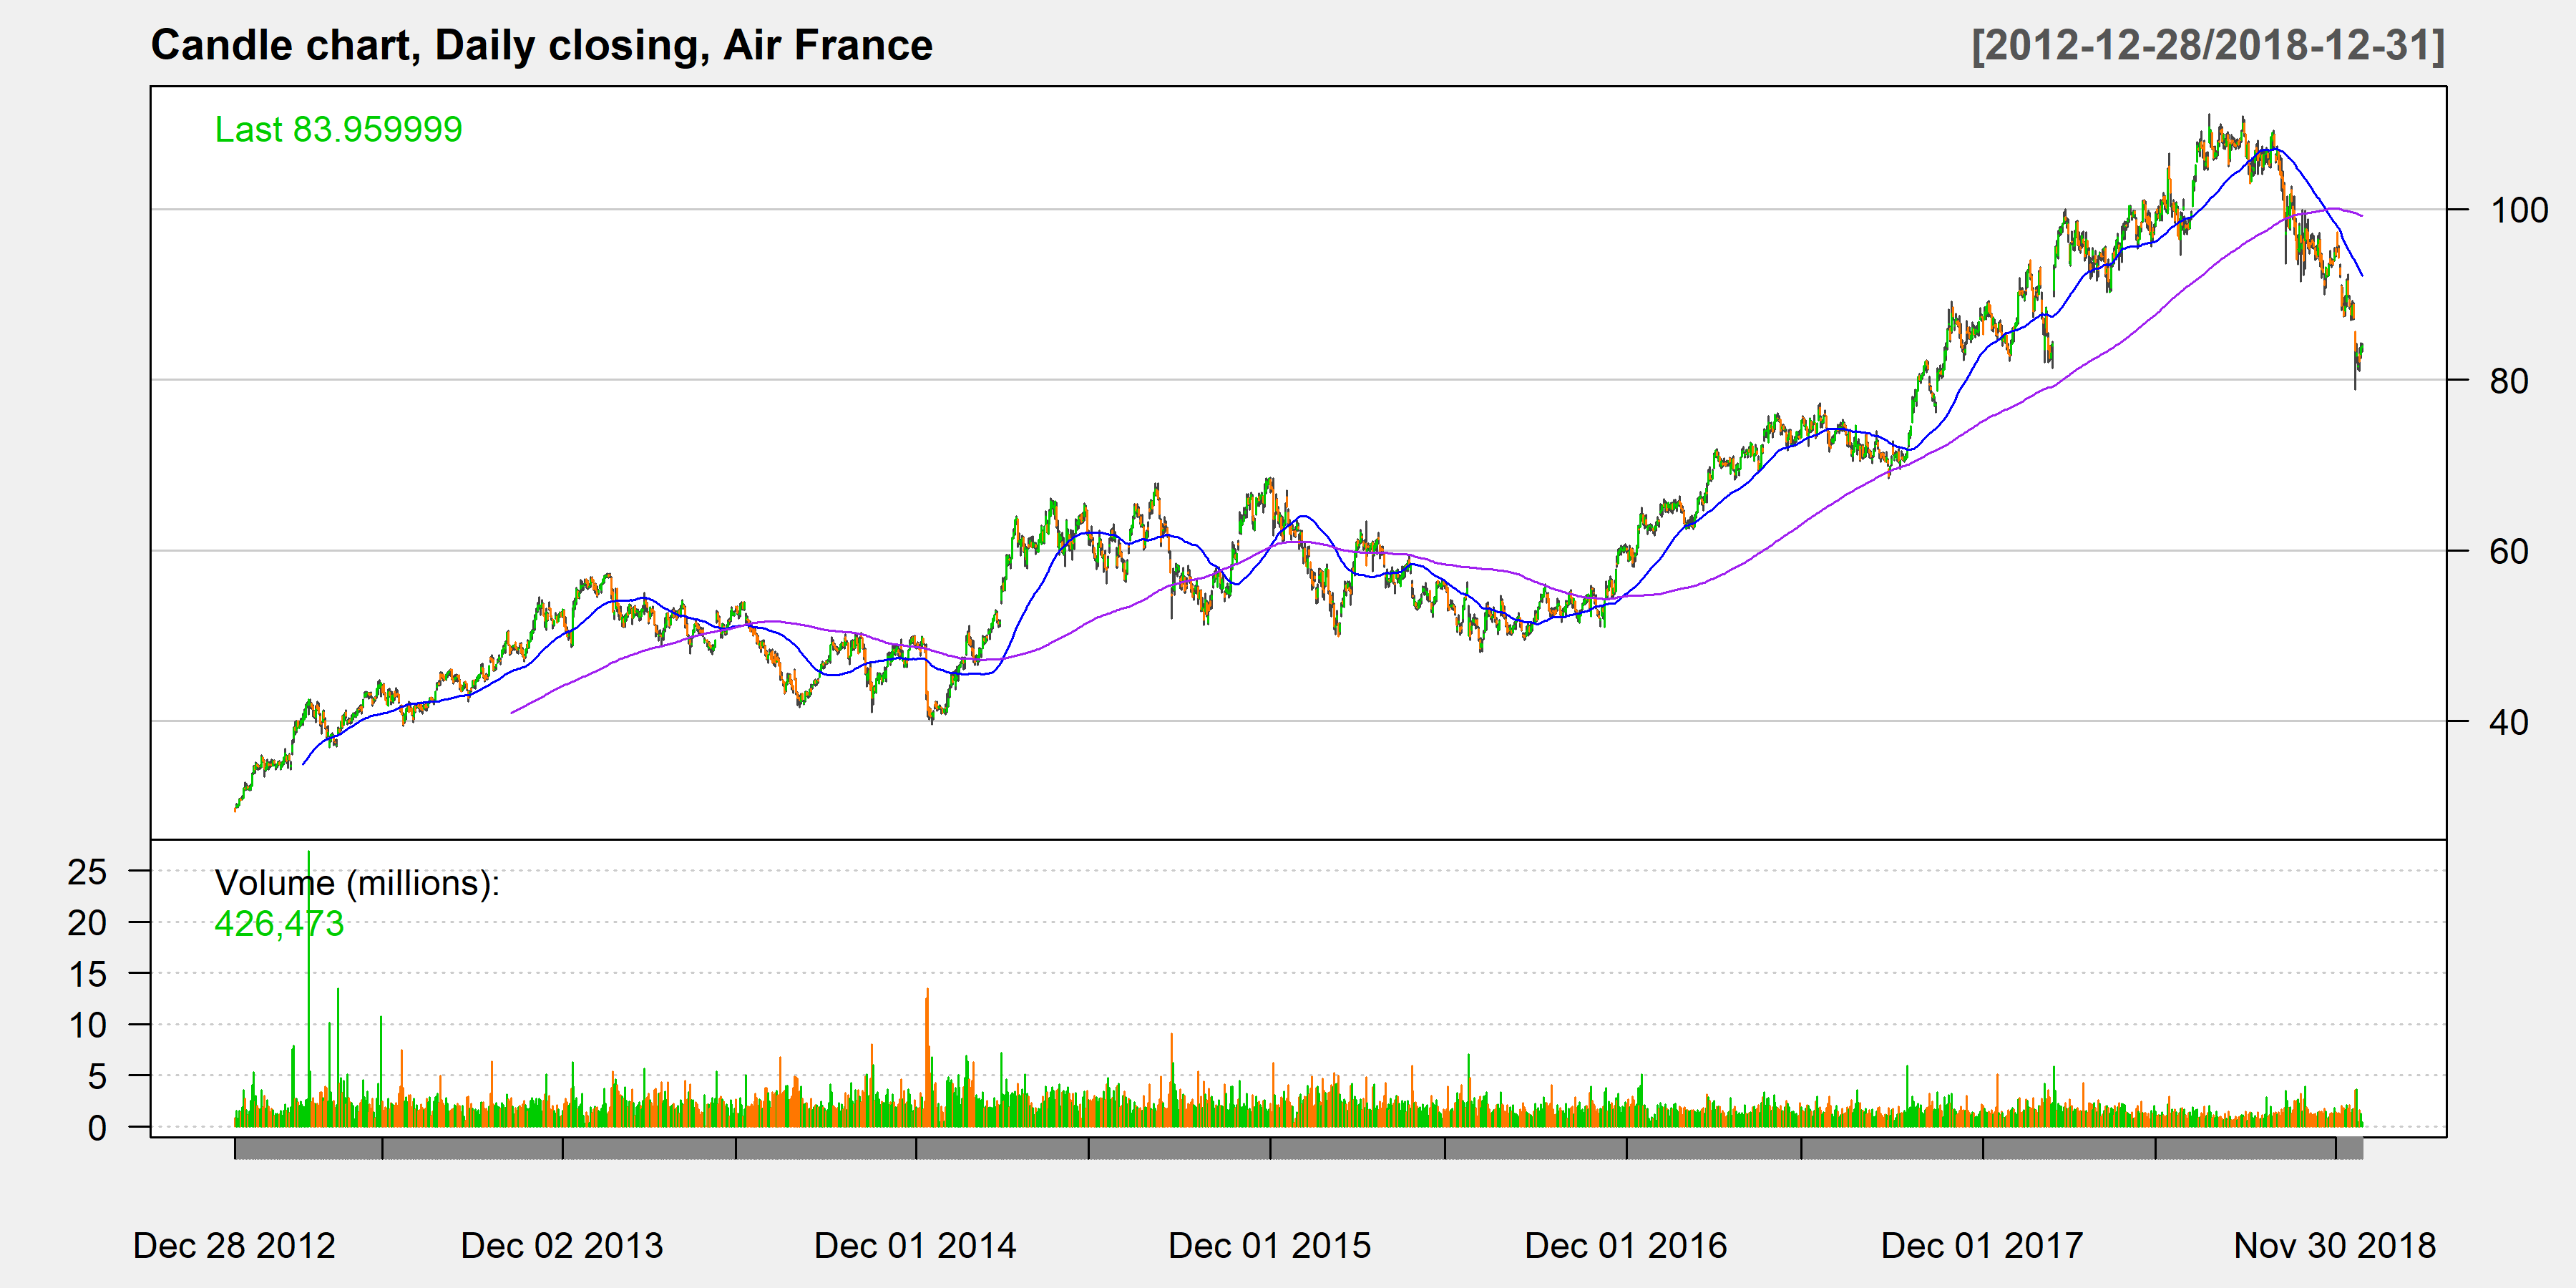 Candle chart, Daily closing, Air France
[2012-12-28/2018-12-31]
Last 83.959999
100
80
60
40
Volume (millions):
426,473
25
20
15
10
5
0
Dec 28 2012
Dec 02 2013
Dec 01 2014
Dec 01 2015
Dec 01 2016
Dec 01 2017
Nov 30 2018